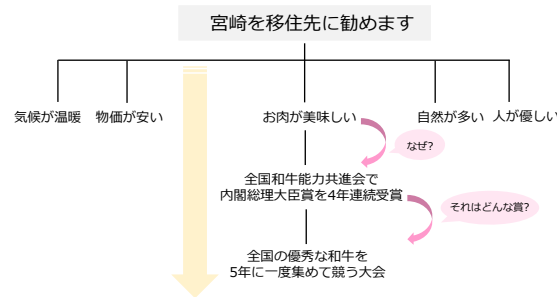 宮崎を移住先に勧めます
気候が温暖
物価が安い
お肉が美味しい
自然が多い
人が優しい
なぜ?
全国和牛能力共進会で
内閣総理大臣賞を4年連続受賞
それはどんな賞?
全国の優秀な和牛を
5年に一度集めて競う大会